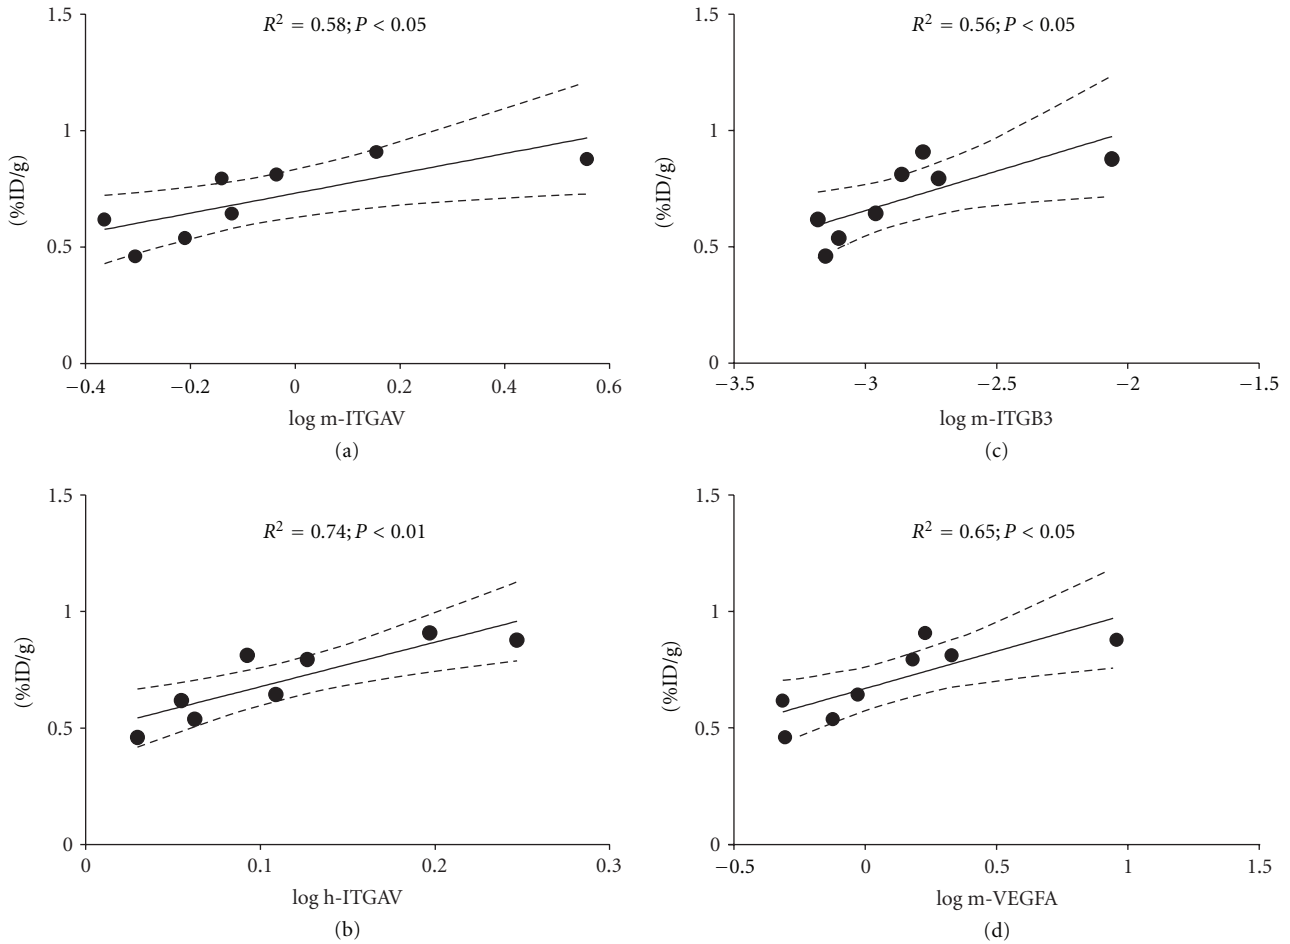 1.5
R² = 0.58; P < 0.05
1
(%ID/g)
0.5
0
−0.4 −0.2 0 0.2 0.4 0.6
log m-ITGAV
(a)
1.5
R² = 0.56; P < 0.05
1
(%ID/g)
0.5
0
−3.5 −3 −2.5 −2 −1.5
log m-ITGB3
(c)
1.5
R² = 0.74; P < 0.01
1
(%ID/g)
0.5
0
0 0.1 0.2 0.3
log h-ITGAV
(b)
1.5
R² = 0.65; P < 0.05
1
(%ID/g)
0.5
0
−0.5 0 0.5 1 1.5
log m-VEGFA
(d)